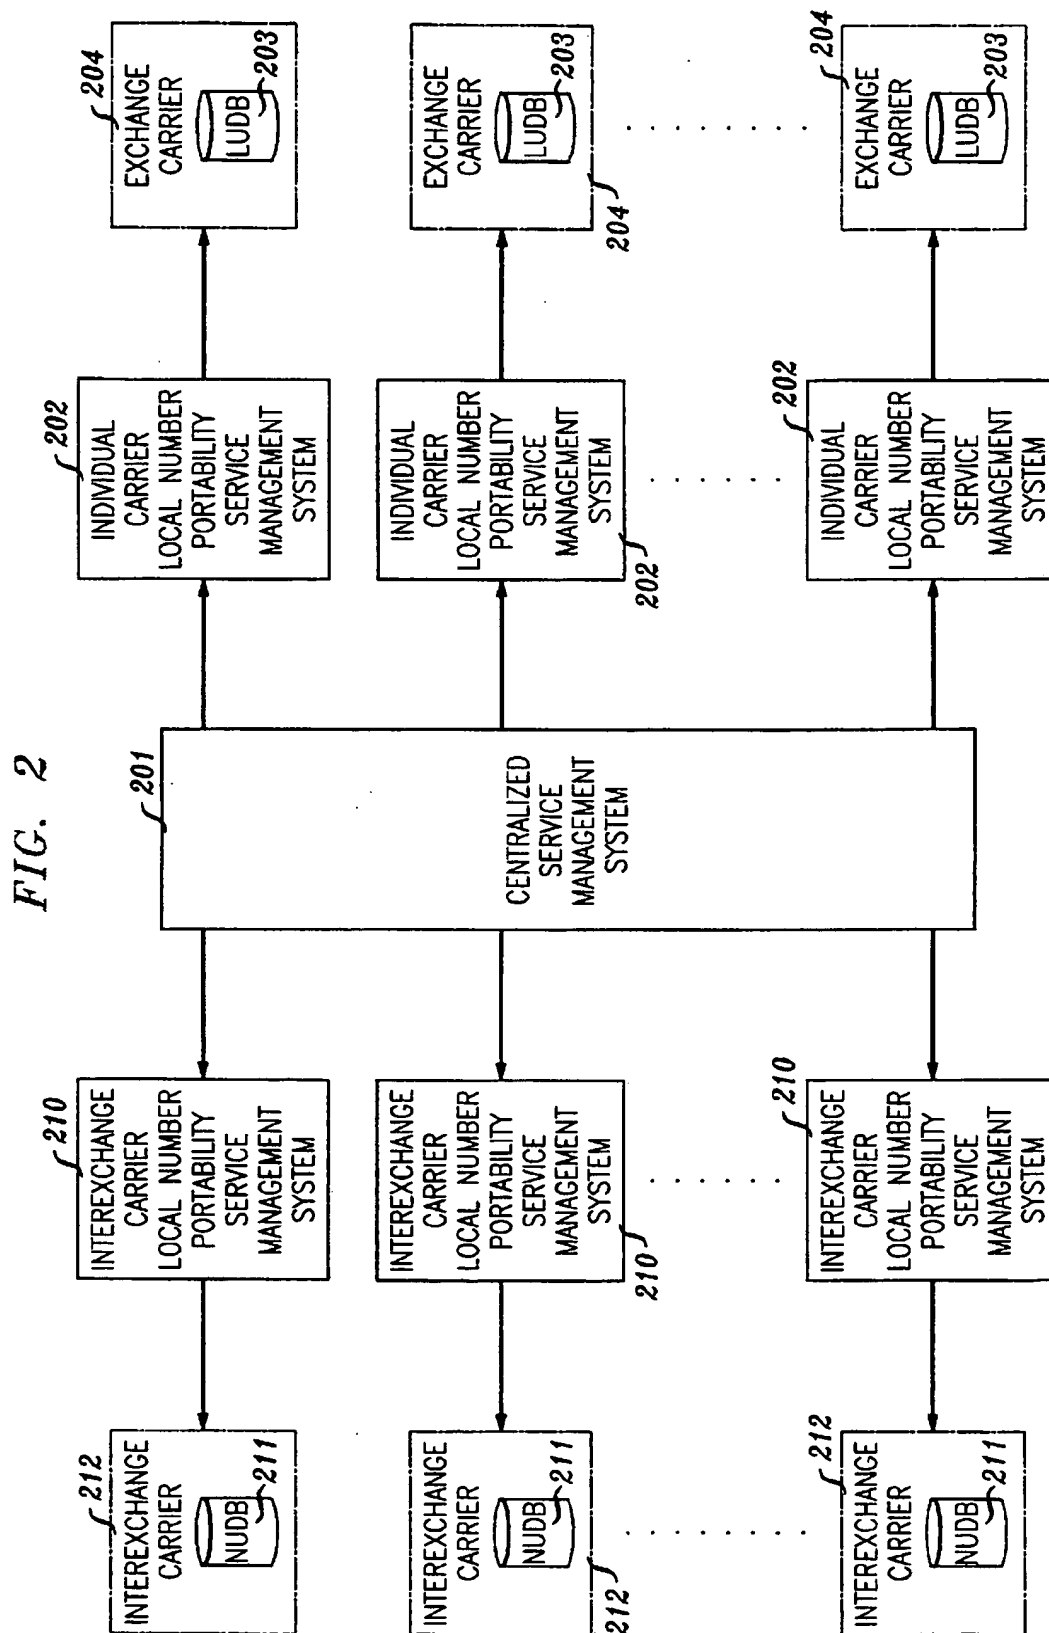 FIG. 2
212
INTEREXCHANGE
CARRIER
NUDB
211
210
INTEREXCHANGE
CARRIER
LOCAL NUMBER
PORTABILITY
SERVICE
MANAGEMENT
SYSTEM
201
CENTRALIZED
SERVICE
MANAGEMENT
SYSTEM
202
INDIVIDUAL
CARRIER
LOCAL NUMBER
PORTABILITY
SERVICE
MANAGEMENT
SYSTEM
204
EXCHANGE
CARRIER
LUDB
203
INTEREXCHANGE
CARRIER
NUDB
211
212
INTEREXCHANGE
CARRIER
LOCAL NUMBER
PORTABILITY
SERVICE
MANAGEMENT
SYSTEM
210
INDIVIDUAL
CARRIER
LOCAL NUMBER
PORTABILITY
SERVICE
MANAGEMENT
SYSTEM
202
EXCHANGE
CARRIER
LUDB
203
204
212
INTEREXCHANGE
CARRIER
NUDB
211
210
INTEREXCHANGE
CARRIER
LOCAL NUMBER
PORTABILITY
SERVICE
MANAGEMENT
SYSTEM
202
INDIVIDUAL
CARRIER
LOCAL NUMBER
PORTABILITY
SERVICE
MANAGEMENT
SYSTEM
204
EXCHANGE
CARRIER
LUDB
203